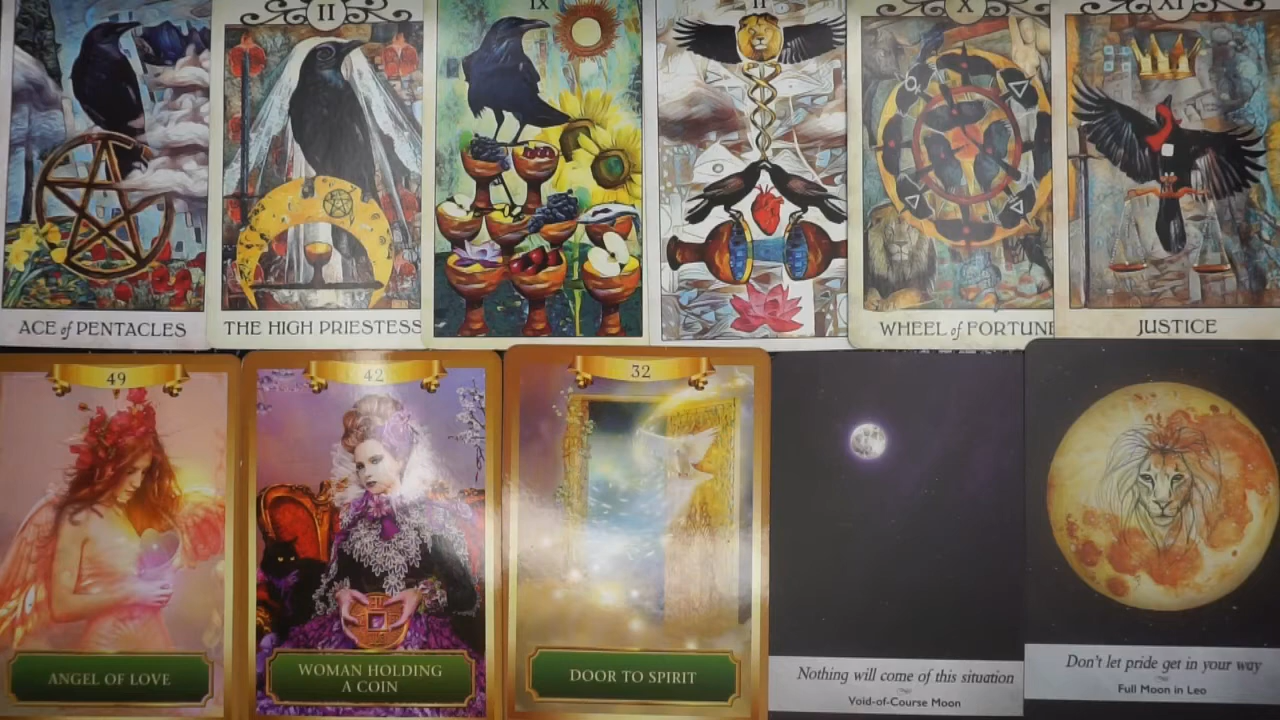 II
IX
II
X
XI
ACE of PENTACLES
THE HIGH PRIESTESS
WHEEL of FORTUNE
JUSTICE
49
42
32
ANGEL OF LOVE
WOMAN HOLDING
A COIN
DOOR TO SPIRIT
Nothing will come of this situation
Void-of-Course Moon
Don't let pride get in your way
Full Moon in Leo